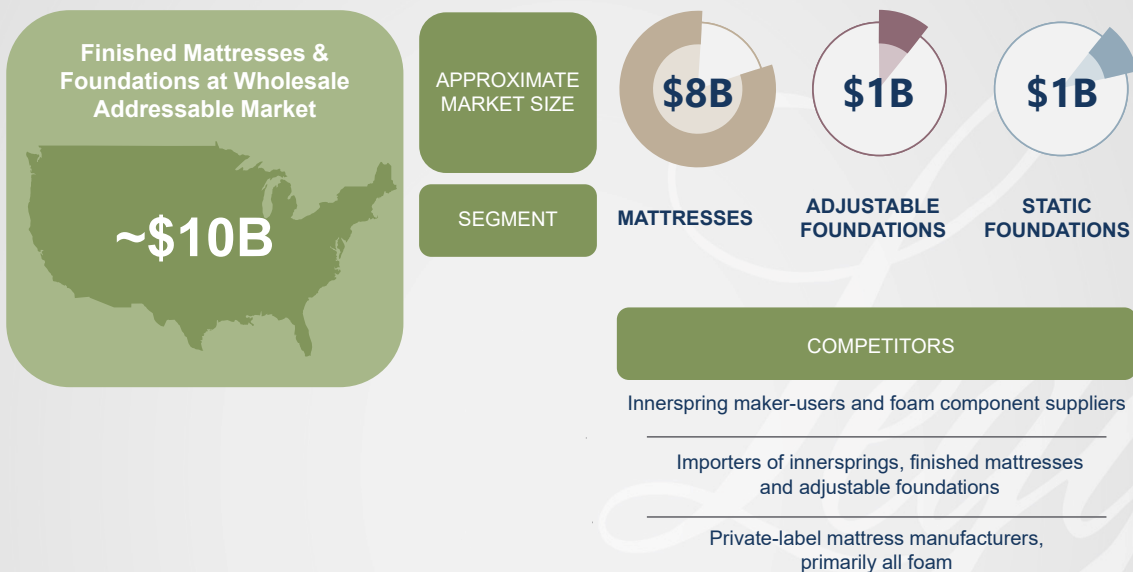 Finished Mattresses &
Foundations at Wholesale
Addressable Market
~$10B
APPROXIMATE
MARKET SIZE
$8B
$1B
$1B
SEGMENT
MATTRESSES
ADJUSTABLE
FOUNDATIONS
STATIC
FOUNDATIONS
COMPETITORS
Innerspring maker-users and foam component suppliers
Importers of innersprings, finished mattresses
and adjustable foundations
Private-label mattress manufacturers,
primarily all foam